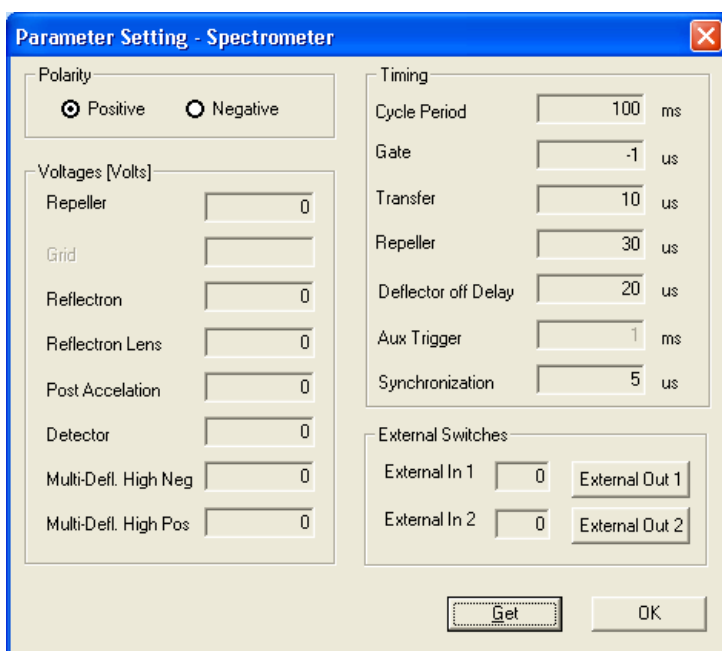 Parameter Setting - Spectrometer
Polarity
Positive Negative
Voltages [Volts]
Repeller 0
Grid
Reflectron 0
Reflectron Lens 0
Post Accelation 0
Detector 0
Multi-Defl. High Neg 0
Multi-Defl. High Pos 0
Timing
Cycle Period 100 ms
Gate -1 us
Transfer 10 us
Repeller 30 us
Deflector off Delay 20 us
Aux Trigger 1 ms
Synchronization 5 us
External Switches
External In 1 0 External Out 1
External In 2 0 External Out 2
Get OK